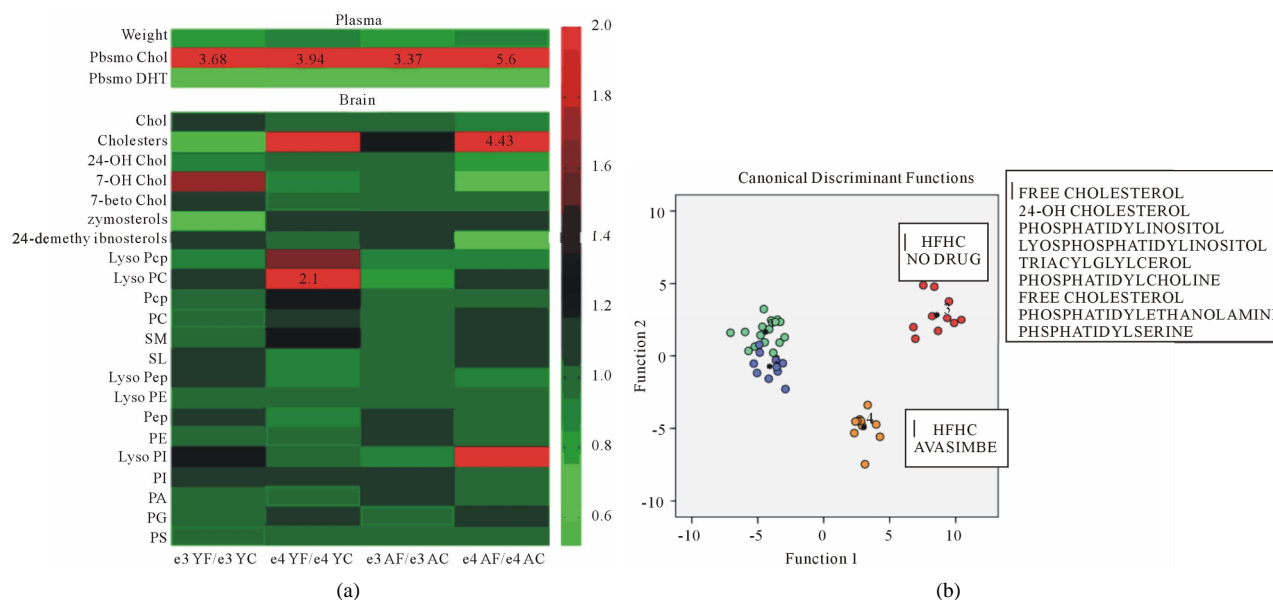 Plasma
Weight
Pbsmo Chol 3.68 3.94 3.37 5.6
Pbsmo DHT
Brain
Chol
Cholesters 4.43
24-OH Chol
7-OH Chol
7-beto Chol
zymosterols
24-demethy ibnosterols
Lyso Pcp
Lyso PC 2.1
Pcp
PC
SM
SL
Lyso Pep
Lyso PE
Pep
PE
Lyso PI
PI
PA
PG
PS
e3 YF/e3 YC e4 YF/e4 YC e3 AF/e3 AC e4 AF/e4 AC
2.0
1.8
1.6
1.4
1.2
1.0
0.8
0.6
(a)
Canonical Discriminant Functions
Function 2
10
5
0
-5
-10
-10 -5 0 5 10
Function 1
HFHC
NO DRUG
3
4
HFHC
AVASIMBE
FREE CHOLESTEROL
24-OH CHOLESTEROL
PHOSPHATIDYLINOSITOL
LYOSPHOSPHATIDYLINOSITOL
TRIACYLGLYLCEROL
PHOSPHATIDYLCHOLINE
FREE CHOLESTEROL
PHOSPHATIDYLETHANOLAMINE
PHSPHATIDYLSERINE
(b)